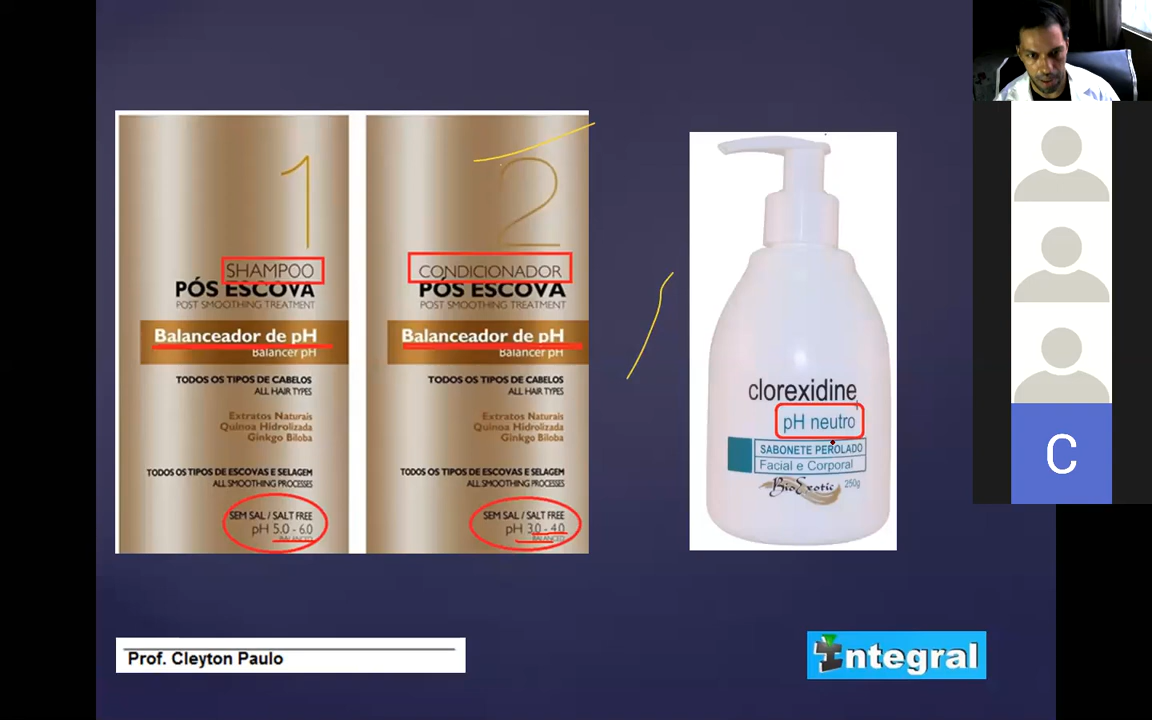 1
SHAMPOO
PÓS ESCOVA
POST SMOOTHING TREATMENT
Balanceador de pH
Balancer pH
TODOS OS TIPOS DE CABELOS
ALL HAIR TYPES
Extratos Naturais
Quinoa Hidrolizada
Ginkgo Biloba
TODOS OS TIPOS DE ESCOVAS E SELAGEM
ALL SMOOTHING PROCESSES
SEM SAL / SALT FREE
pH 5.0 - 6.0
BALANCED
2
CONDICIONADOR
PÓS ESCOVA
POST SMOOTHING TREATMENT
Balanceador de pH
Balancer pH
TODOS OS TIPOS DE CABELOS
ALL HAIR TYPES
Extratos Naturais
Quinoa Hidrolizada
Ginkgo Biloba
TODOS OS TIPOS DE ESCOVAS E SELAGEM
ALL SMOOTHING PROCESSES
SEM SAL / SALT FREE
pH 3.0 - 4.0
BALANCED
clorexidine
pH neutro
SABONETE PEROLADO
Facial e Corporal
BioExotic 250g
C
Prof. Cleyton Paulo
Integral